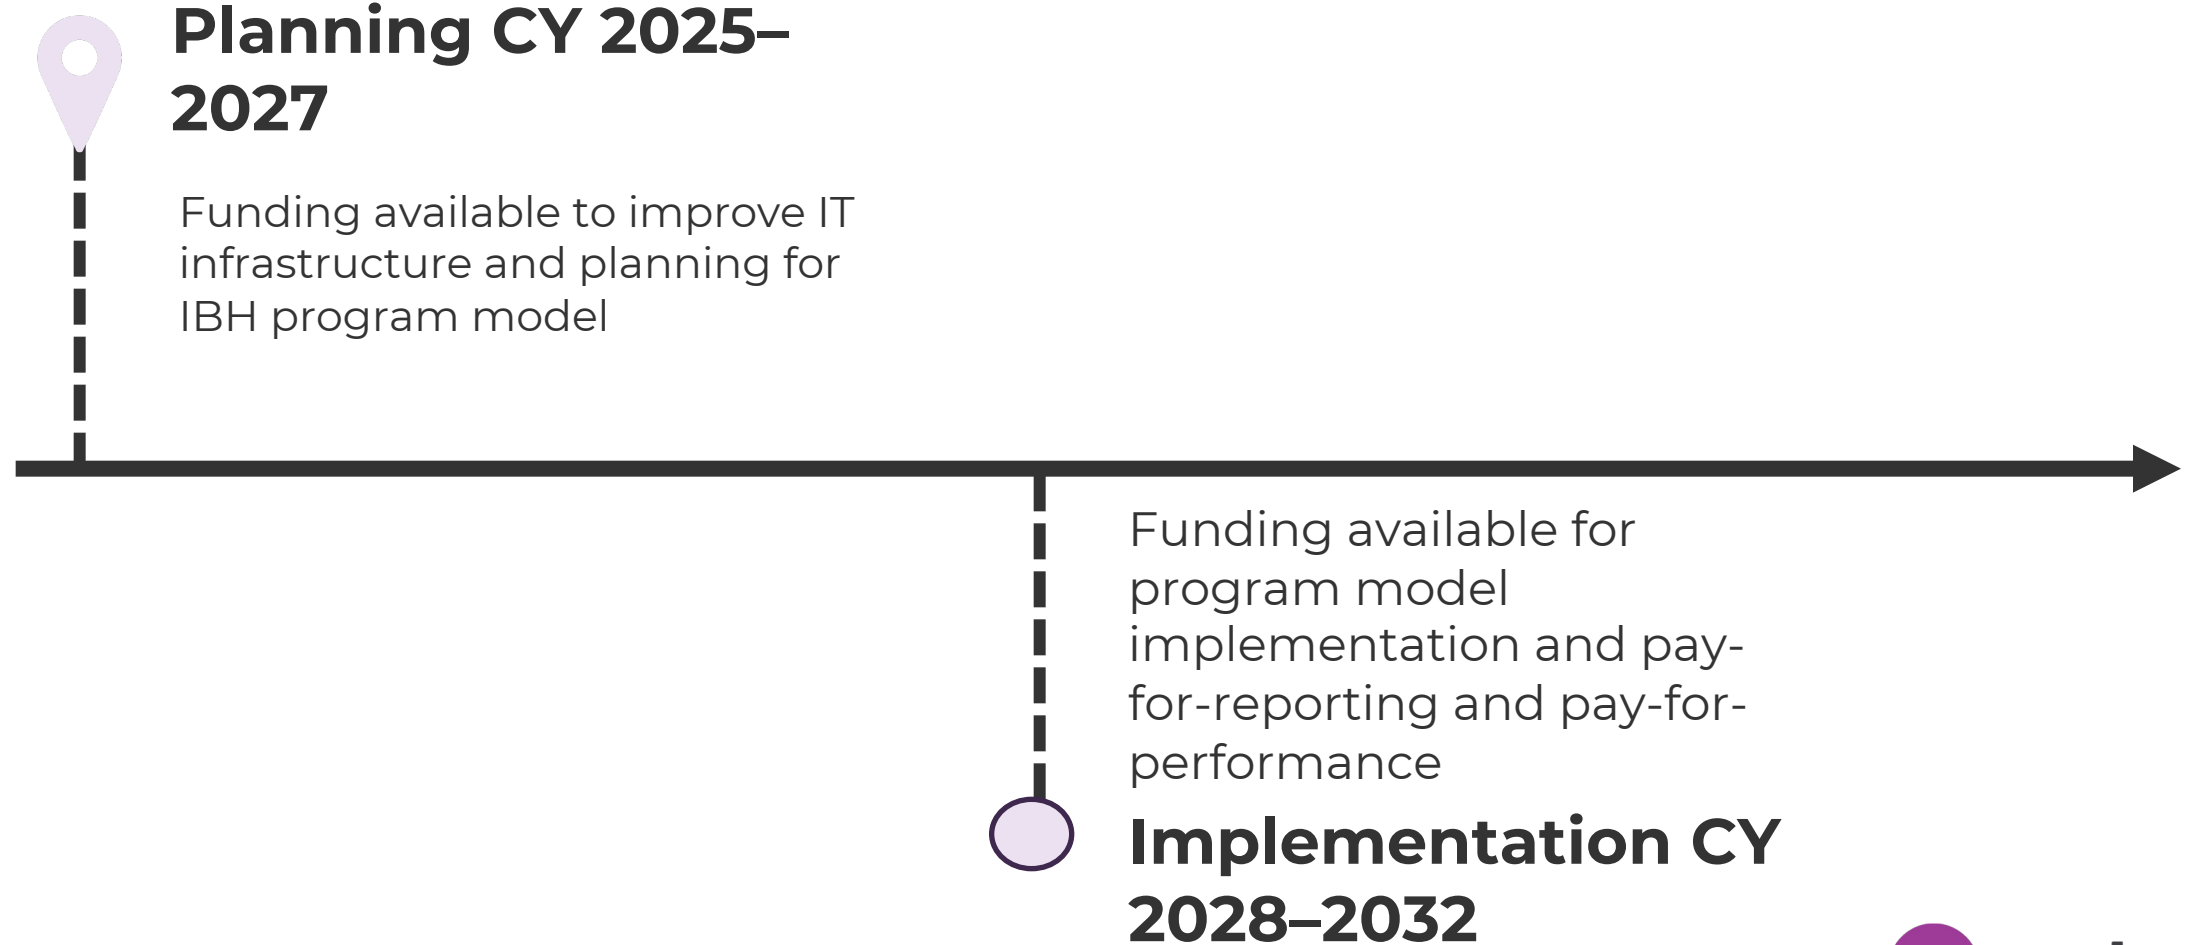 Planning CY 2025–
2027
Funding available to improve IT
infrastructure and planning for
IBH program model
Funding available for
program model
implementation and pay-
for-reporting and pay-for-
performance
Implementation CY
2028–2032